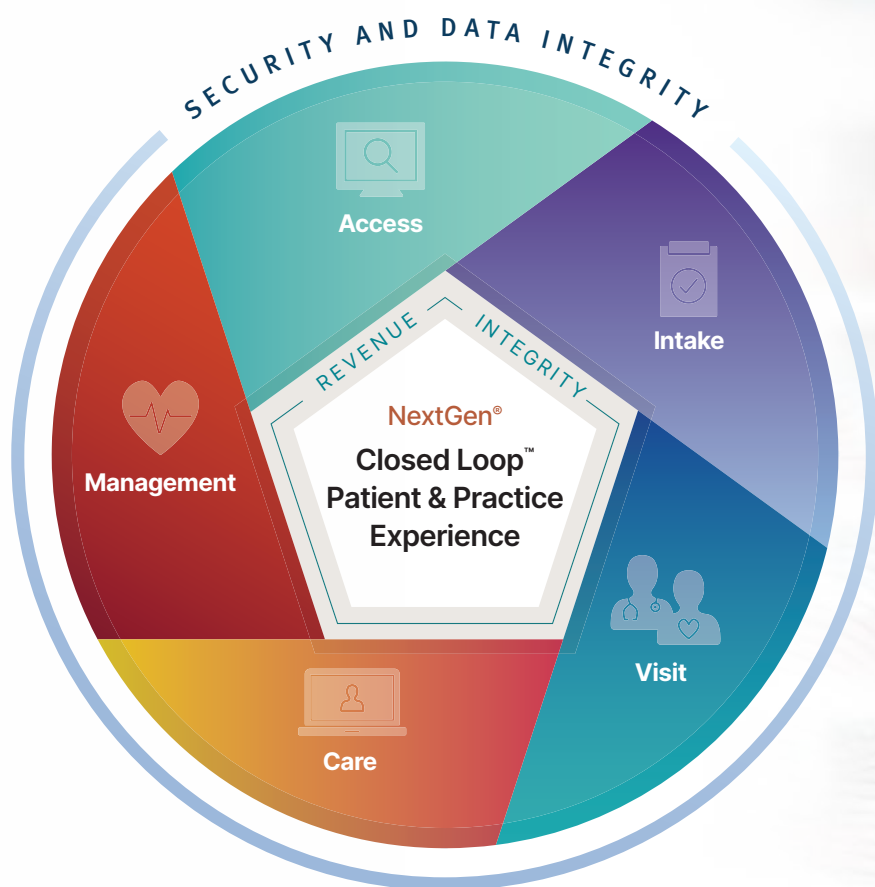 SECURITY AND DATA INTEGRITY
Access
Intake
Management
REVENUE INTEGRITY
NextGen®
Closed Loop™
Patient & Practice
Experience
Visit
Care